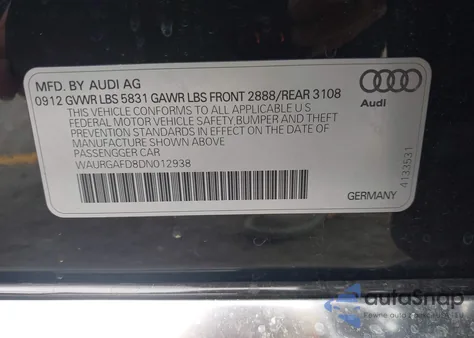 MFD. BY AUDI AG
0912 GVWR LBS 5831 GAWR LBS FRONT 2888/REAR 3108
THIS VEHICLE CONFORMS TO ALL APPLICABLE U S
FEDERAL MOTOR VEHICLE SAFETY,BUMPER AND THEFT
PREVENTION STANDARDS IN EFFECT ON THE DATE OF
MANUFACTURE SHOWN ABOVE
PASSENGGER CAR
WAURGAFD8DN012938
Audi
GERMANY
4133531
autoSnap
Pewne auto z